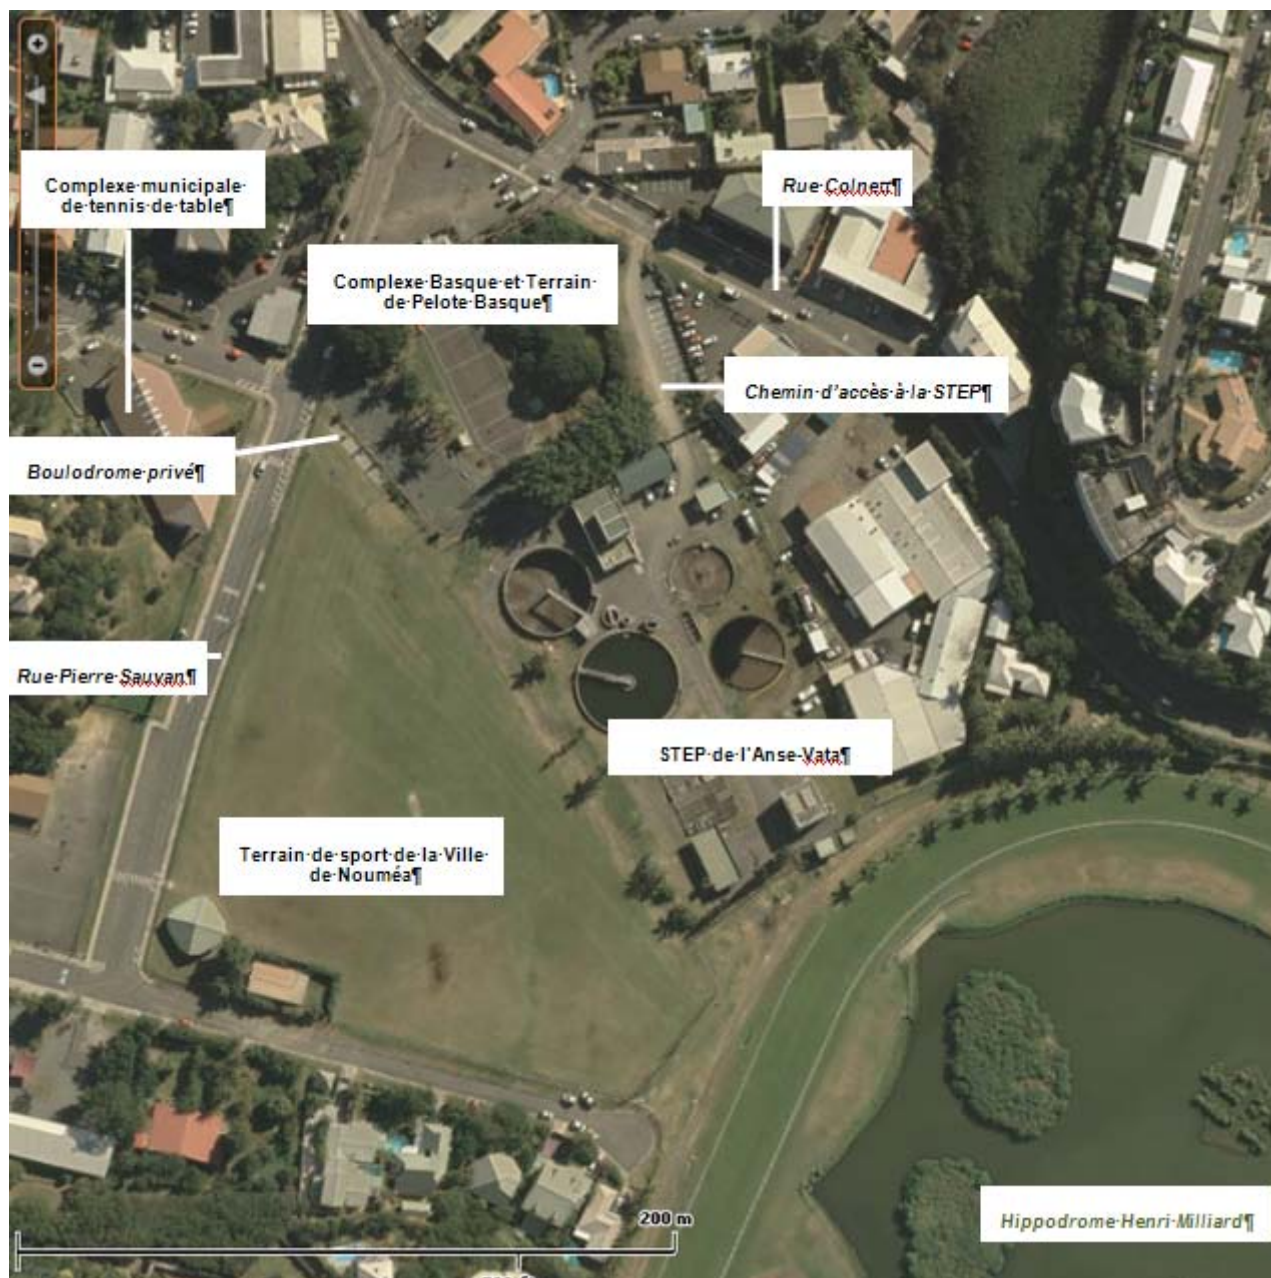 Complexe·municipale·
de·tennis·de·table¶
Rue·Colnett¶
Complexe·Basque·et·Terrain·
de·Pelote·Basque¶
Chemin·d'accès·à·la·STEP¶
Boulodrome·privé¶
Rue·Pierre·Sauvan¶
STEP·de·l'Anse-Vata¶
Terrain·de·sport·de·la·Ville·
de·Nouméa¶
Hippodrome·Henri·Milliard¶
200 m